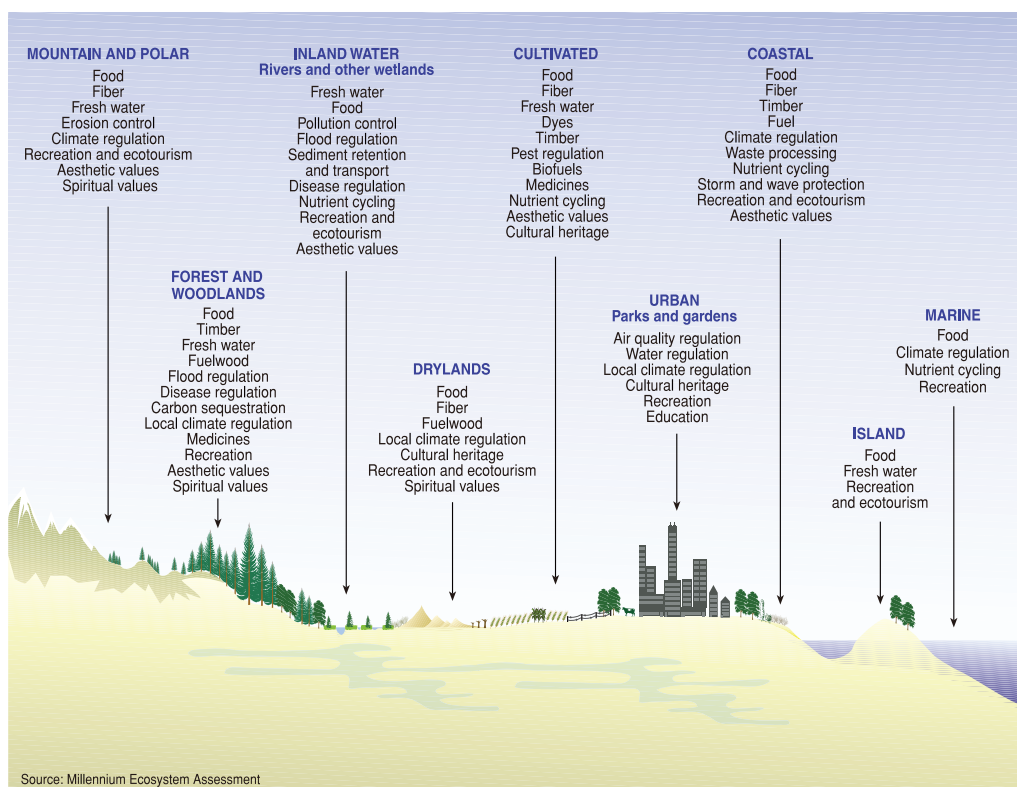 MOUNTAIN AND POLAR
Food
Fiber
Fresh water
Erosion control
Climate regulation
Recreation and ecotourism
Aesthetic values
Spiritual values
INLAND WATER
Rivers and other wetlands
Fresh water
Food
Pollution control
Flood regulation
Sediment retention
and transport
Disease regulation
Nutrient cycling
Recreation and
ecotourism
Aesthetic values
CULTIVATED
Food
Fiber
Fresh water
Dyes
Timber
Pest regulation
Biofuels
Medicines
Nutrient cycling
Aesthetic values
Cultural heritage
COASTAL
Food
Fiber
Timber
Fuel
Climate regulation
Waste processing
Nutrient cycling
Storm and wave protection
Recreation and ecotourism
Aesthetic values
FOREST AND
WOODLANDS
Food
Timber
Fresh water
Fuelwood
Flood regulation
Disease regulation
Carbon sequestration
Local climate regulation
Medicines
Recreation
Aesthetic values
Spiritual values
DRYLANDS
Food
Fiber
Fuelwood
Local climate regulation
Cultural heritage
Recreation and ecotourism
Spiritual values
URBAN
Parks and gardens
Air quality regulation
Water regulation
Local climate regulation
Cultural heritage
Recreation
Education
MARINE
Food
Climate regulation
Nutrient cycling
Recreation
ISLAND
Food
Fresh water
Recreation
and ecotourism
Source: Millennium Ecosystem Assessment